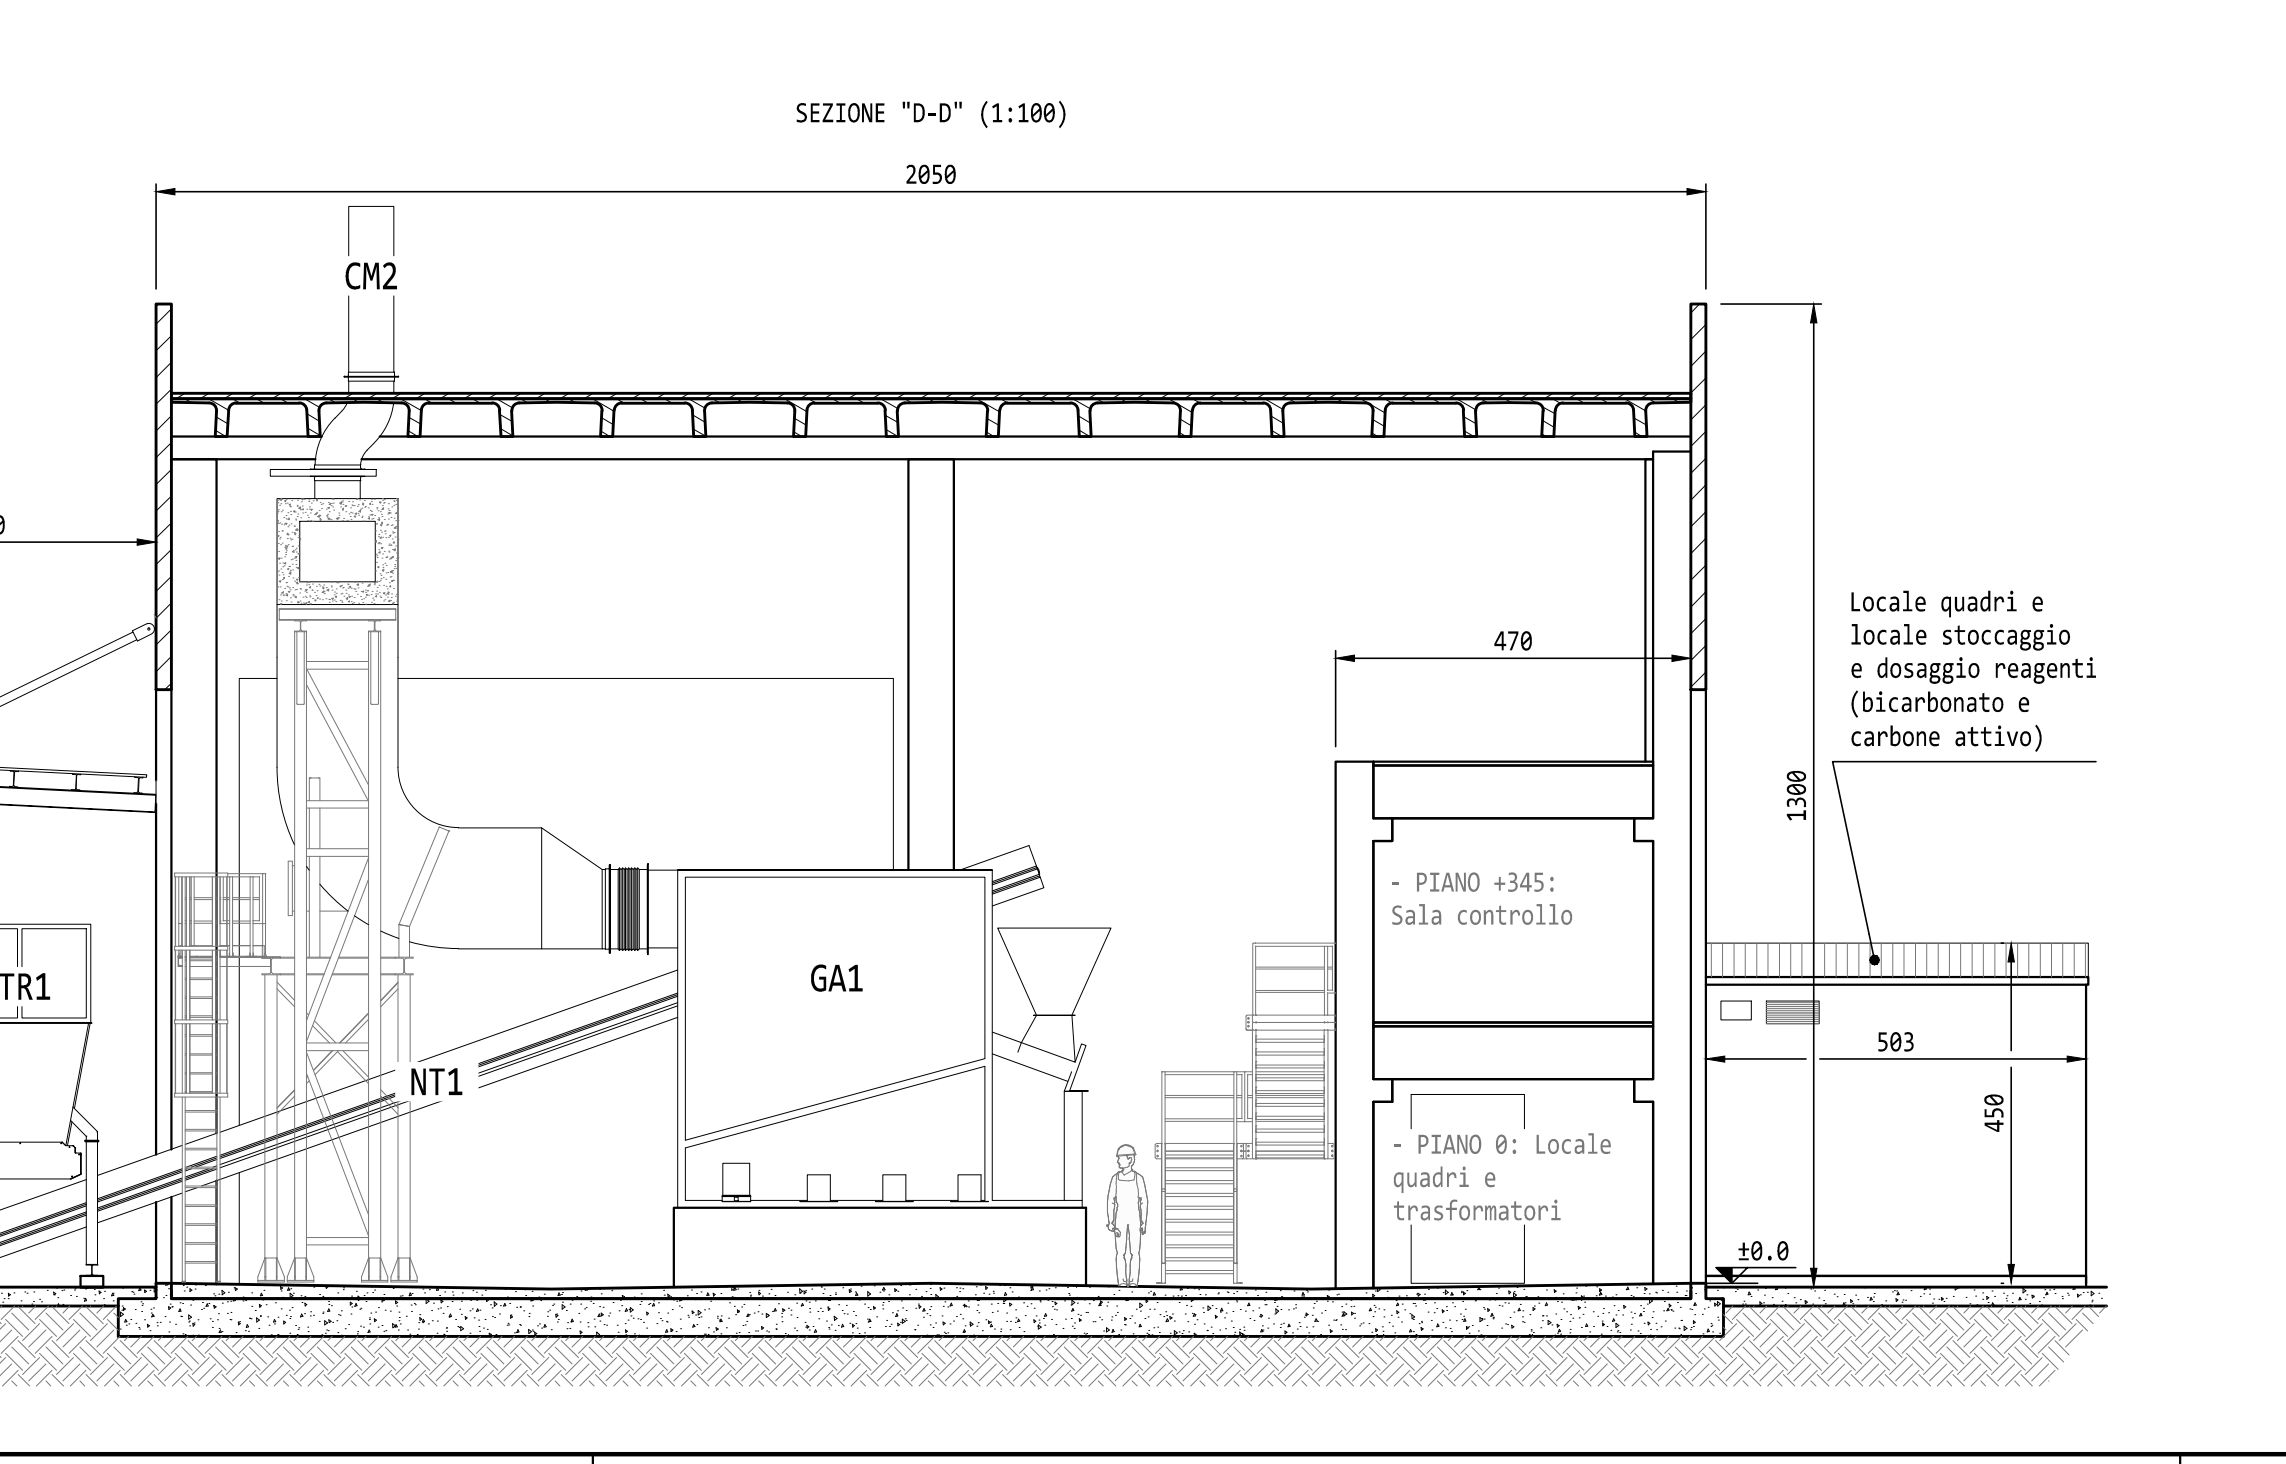 SEZIONE "D-D" (1:100)
2050
CM2
0
470
Locale quadri e
locale stoccaggio
e dosaggio reagenti
(bicarbonato e
carbone attivo)
1300
- PIANO +345:
Sala controllo
TR1
GA1
NT1
503
450
- PIANO 0: Locale
quadri e
trasformatori
±0.0